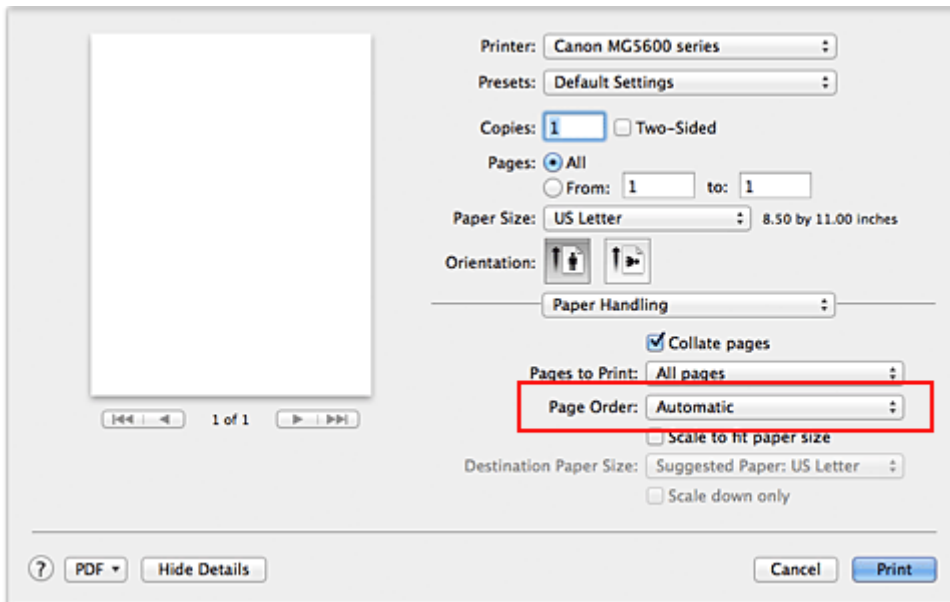 Printer: Canon MG5600 series
Presets: Default Settings
Copies: 1 Two-Sided
Pages: All
From: 1 to: 1
Paper Size: US Letter 8.50 by 11.00 inches
Orientation:
Paper Handling
Collate pages
Pages to Print: All pages
Page Order: Automatic
Scale to fit paper size
Destination Paper Size: Suggested Paper: US Letter
Scale down only
1 of 1
? PDF Hide Details Cancel Print